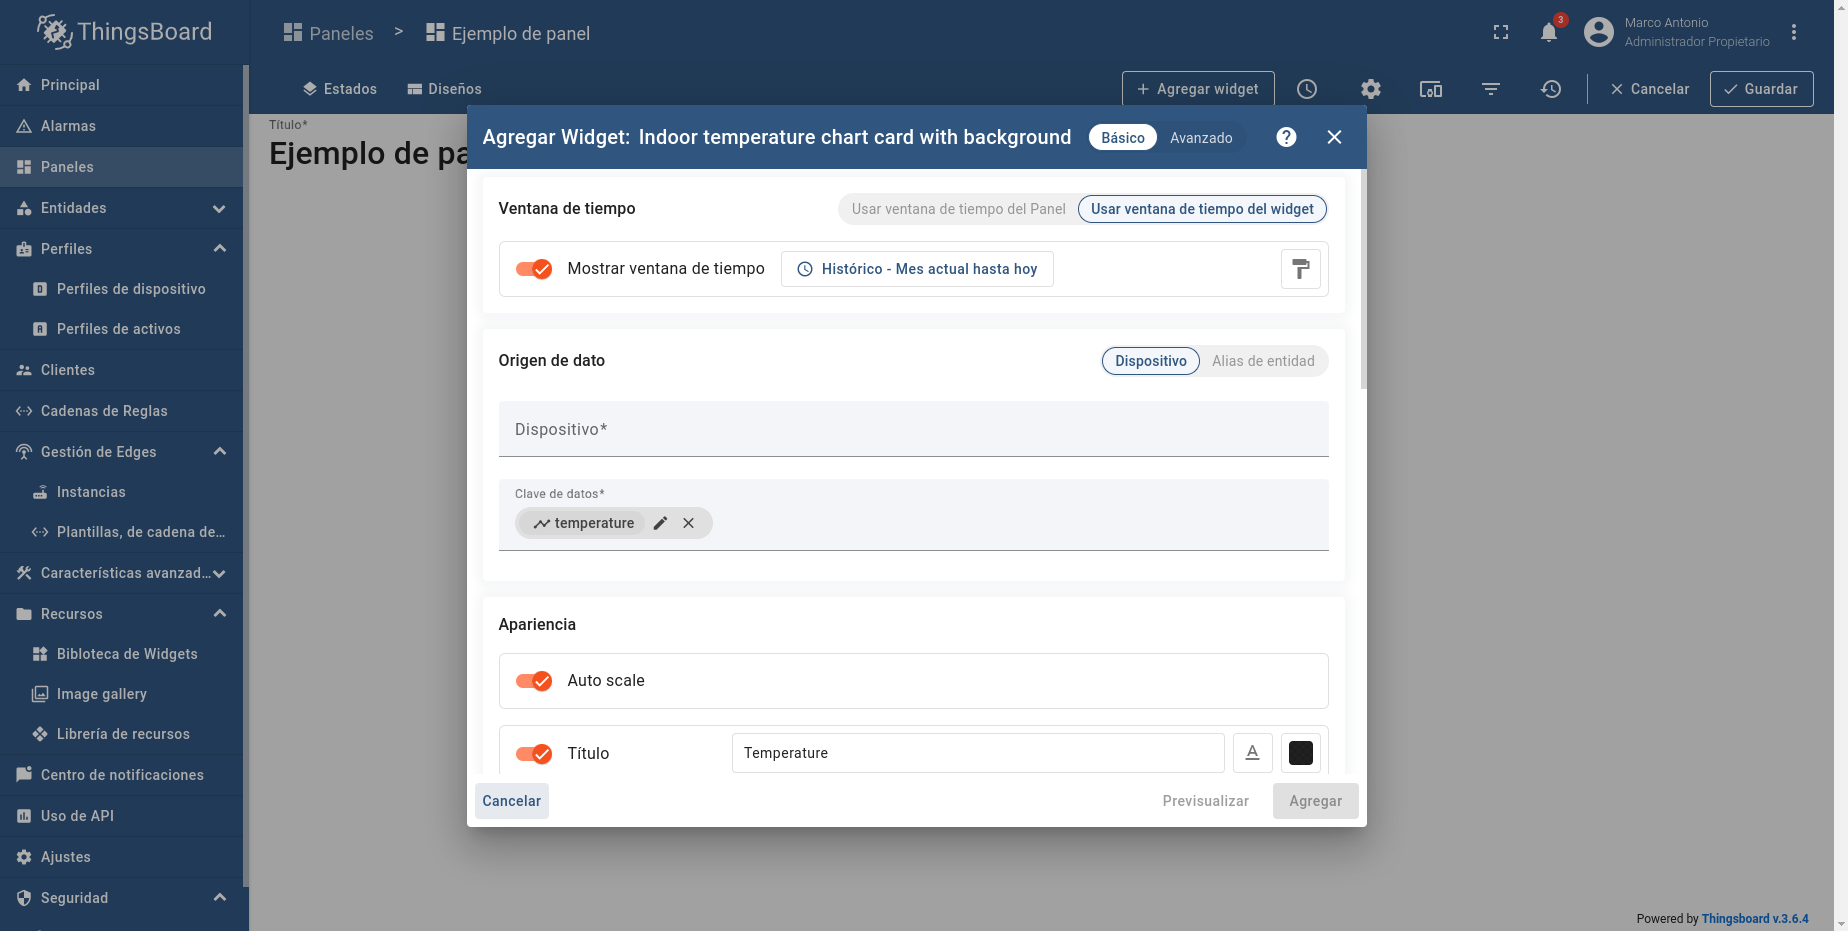 ThingsBoard
Paneles > Ejemplo de panel
3
Marco Antonio
Administrador Propietario
Estados
Diseños
Agregar widget
Cancelar
Guardar
Principal
Alarmas
Paneles
Entidades
Perfiles
Perfiles de dispositivo
Perfiles de activos
Clientes
Cadenas de Reglas
Gestión de Edges
Instancias
Plantillas, de cadena de...
Características avanzad...
Recursos
Bibloteca de Widgets
Image gallery
Librería de recursos
Centro de notificaciones
Uso de API
Ajustes
Seguridad
Título*
Ejemplo de pa
Agregar Widget: Indoor temperature chart card with background
Básico
Avanzado
Ventana de tiempo
Usar ventana de tiempo del Panel
Usar ventana de tiempo del widget
Mostrar ventana de tiempo
Histórico - Mes actual hasta hoy
Origen de dato
Dispositivo
Alias de entidad
Dispositivo*
Clave de datos*
temperature
Apariencia
Auto scale
Título
Temperature
Cancelar
Previsualizar
Agregar
Powered by Thingsboard v.3.6.4